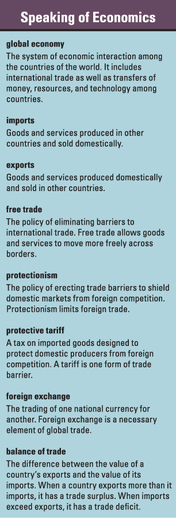 Speaking of Economics
global economy
The system of economic interaction among
the countries of the world. It includes
international trade as well as transfers of
money, resources, and technology among
countries.
imports
Goods and services produced in other
countries and sold domestically.
exports
Goods and services produced domestically
and sold in other countries.
free trade
The policy of eliminating barriers to
international trade. Free trade allows goods
and services to move more freely across
borders.
protectionism
The policy of erecting trade barriers to shield
domestic markets from foreign competition.
Protectionism limits foreign trade.
protective tariff
A tax on imported goods designed to
protect domestic producers from foreign
competition. A tariff is one form of trade
barrier.
foreign exchange
The trading of one national currency for
another. Foreign exchange is a necessary
element of global trade.
balance of trade
The difference between the value of a
country's exports and the value of its
imports. When a country exports more than it
imports, it has a trade surplus. When imports
exceed exports, it has a trade deficit.